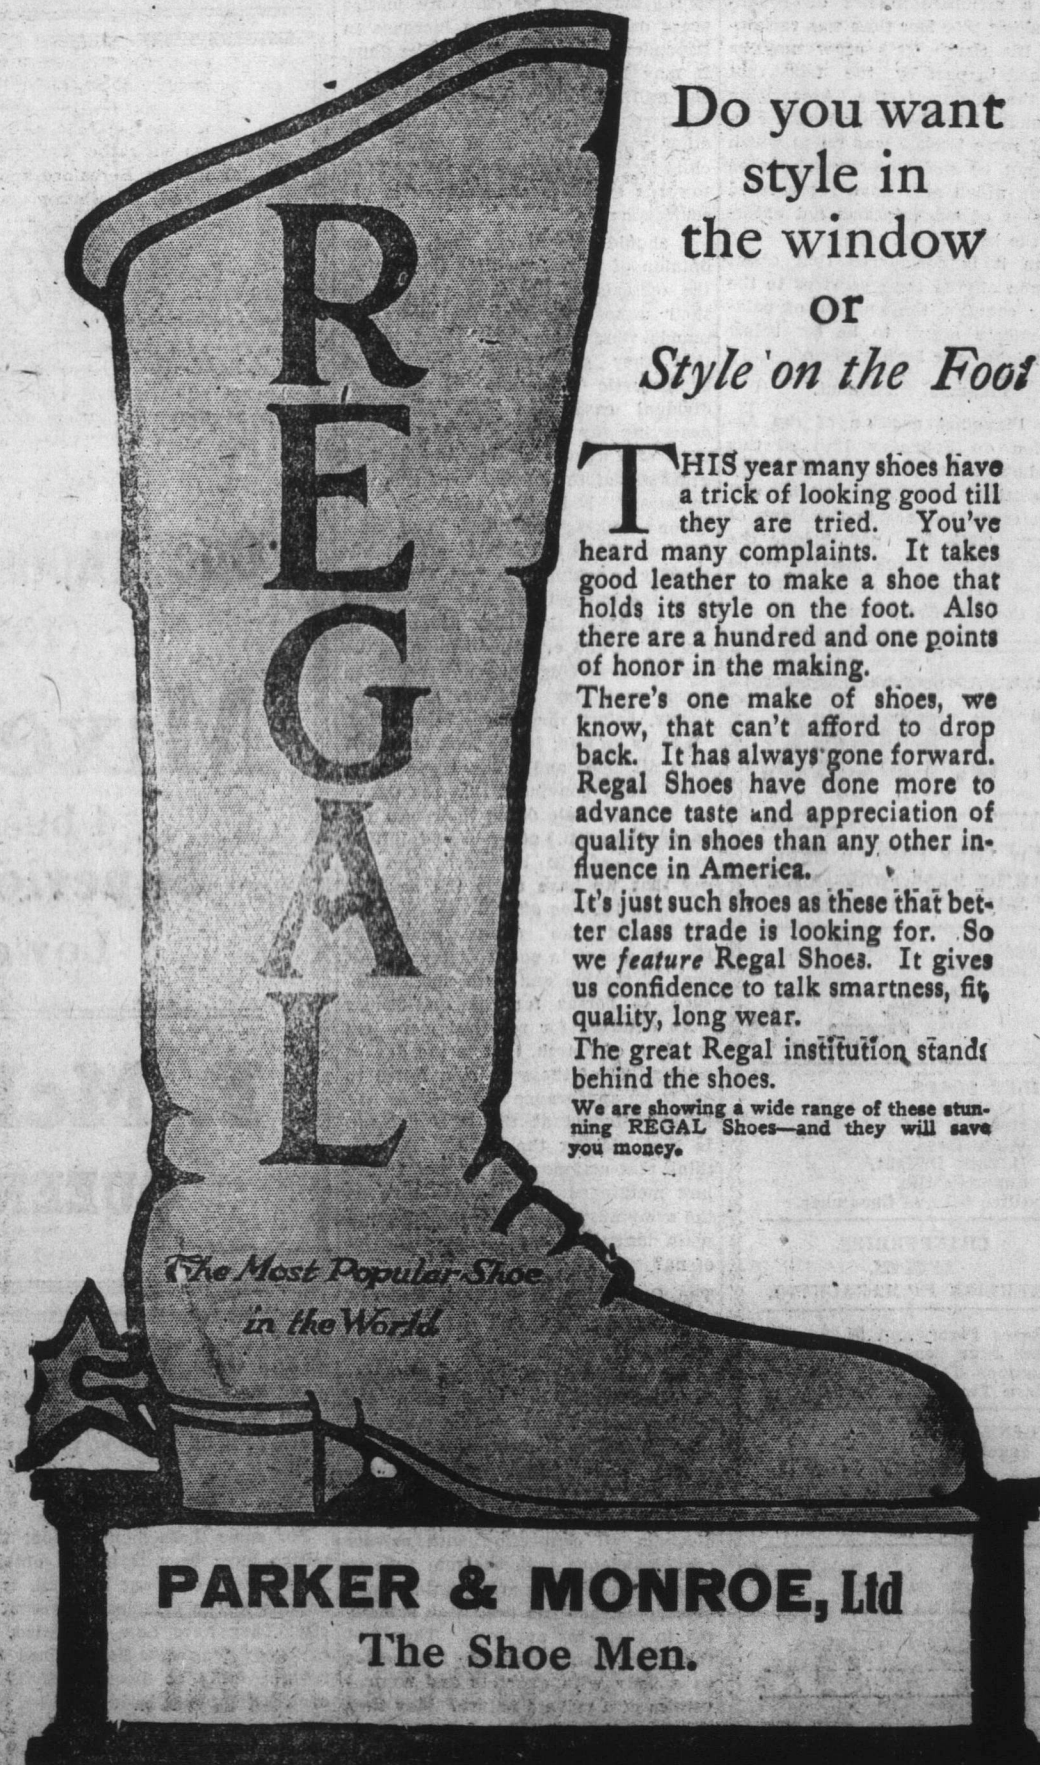 REGAL
The Most Popular Shoe
in the World
Do you want
style in
the window
or
Style on the Foot
THIS year many shoes have
a trick of looking good till
they are tried. You've
heard many complaints. It takes
good leather to make a shoe that
holds its style on the foot. Also
there are a hundred and one points
of honor in the making.
There's one make of shoes, we
know, that can't afford to drop
back. It has always gone forward.
Regal Shoes have done more to
advance taste and appreciation of
quality in shoes than any other in-
fluence in America.
It's just such shoes as these that bet-
ter class trade is looking for. So
we feature Regal Shoes. It gives
us confidence to talk smartness, fit,
quality, long wear.
The great Regal institution stands
behind the shoes.
We are showing a wide range of these stun-
ning REGAL Shoes—and they will save
you money.
PARKER & MONROE, Ltd
The Shoe Men.